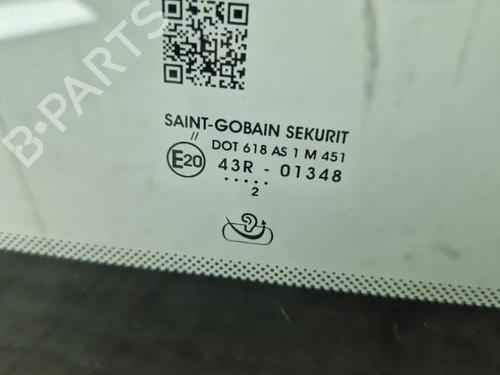 B-PARTS
SAINT-GOBAIN SEKURIT
//
DOT 618 AS 1 M 451
E20
43R - 01348
.....
2